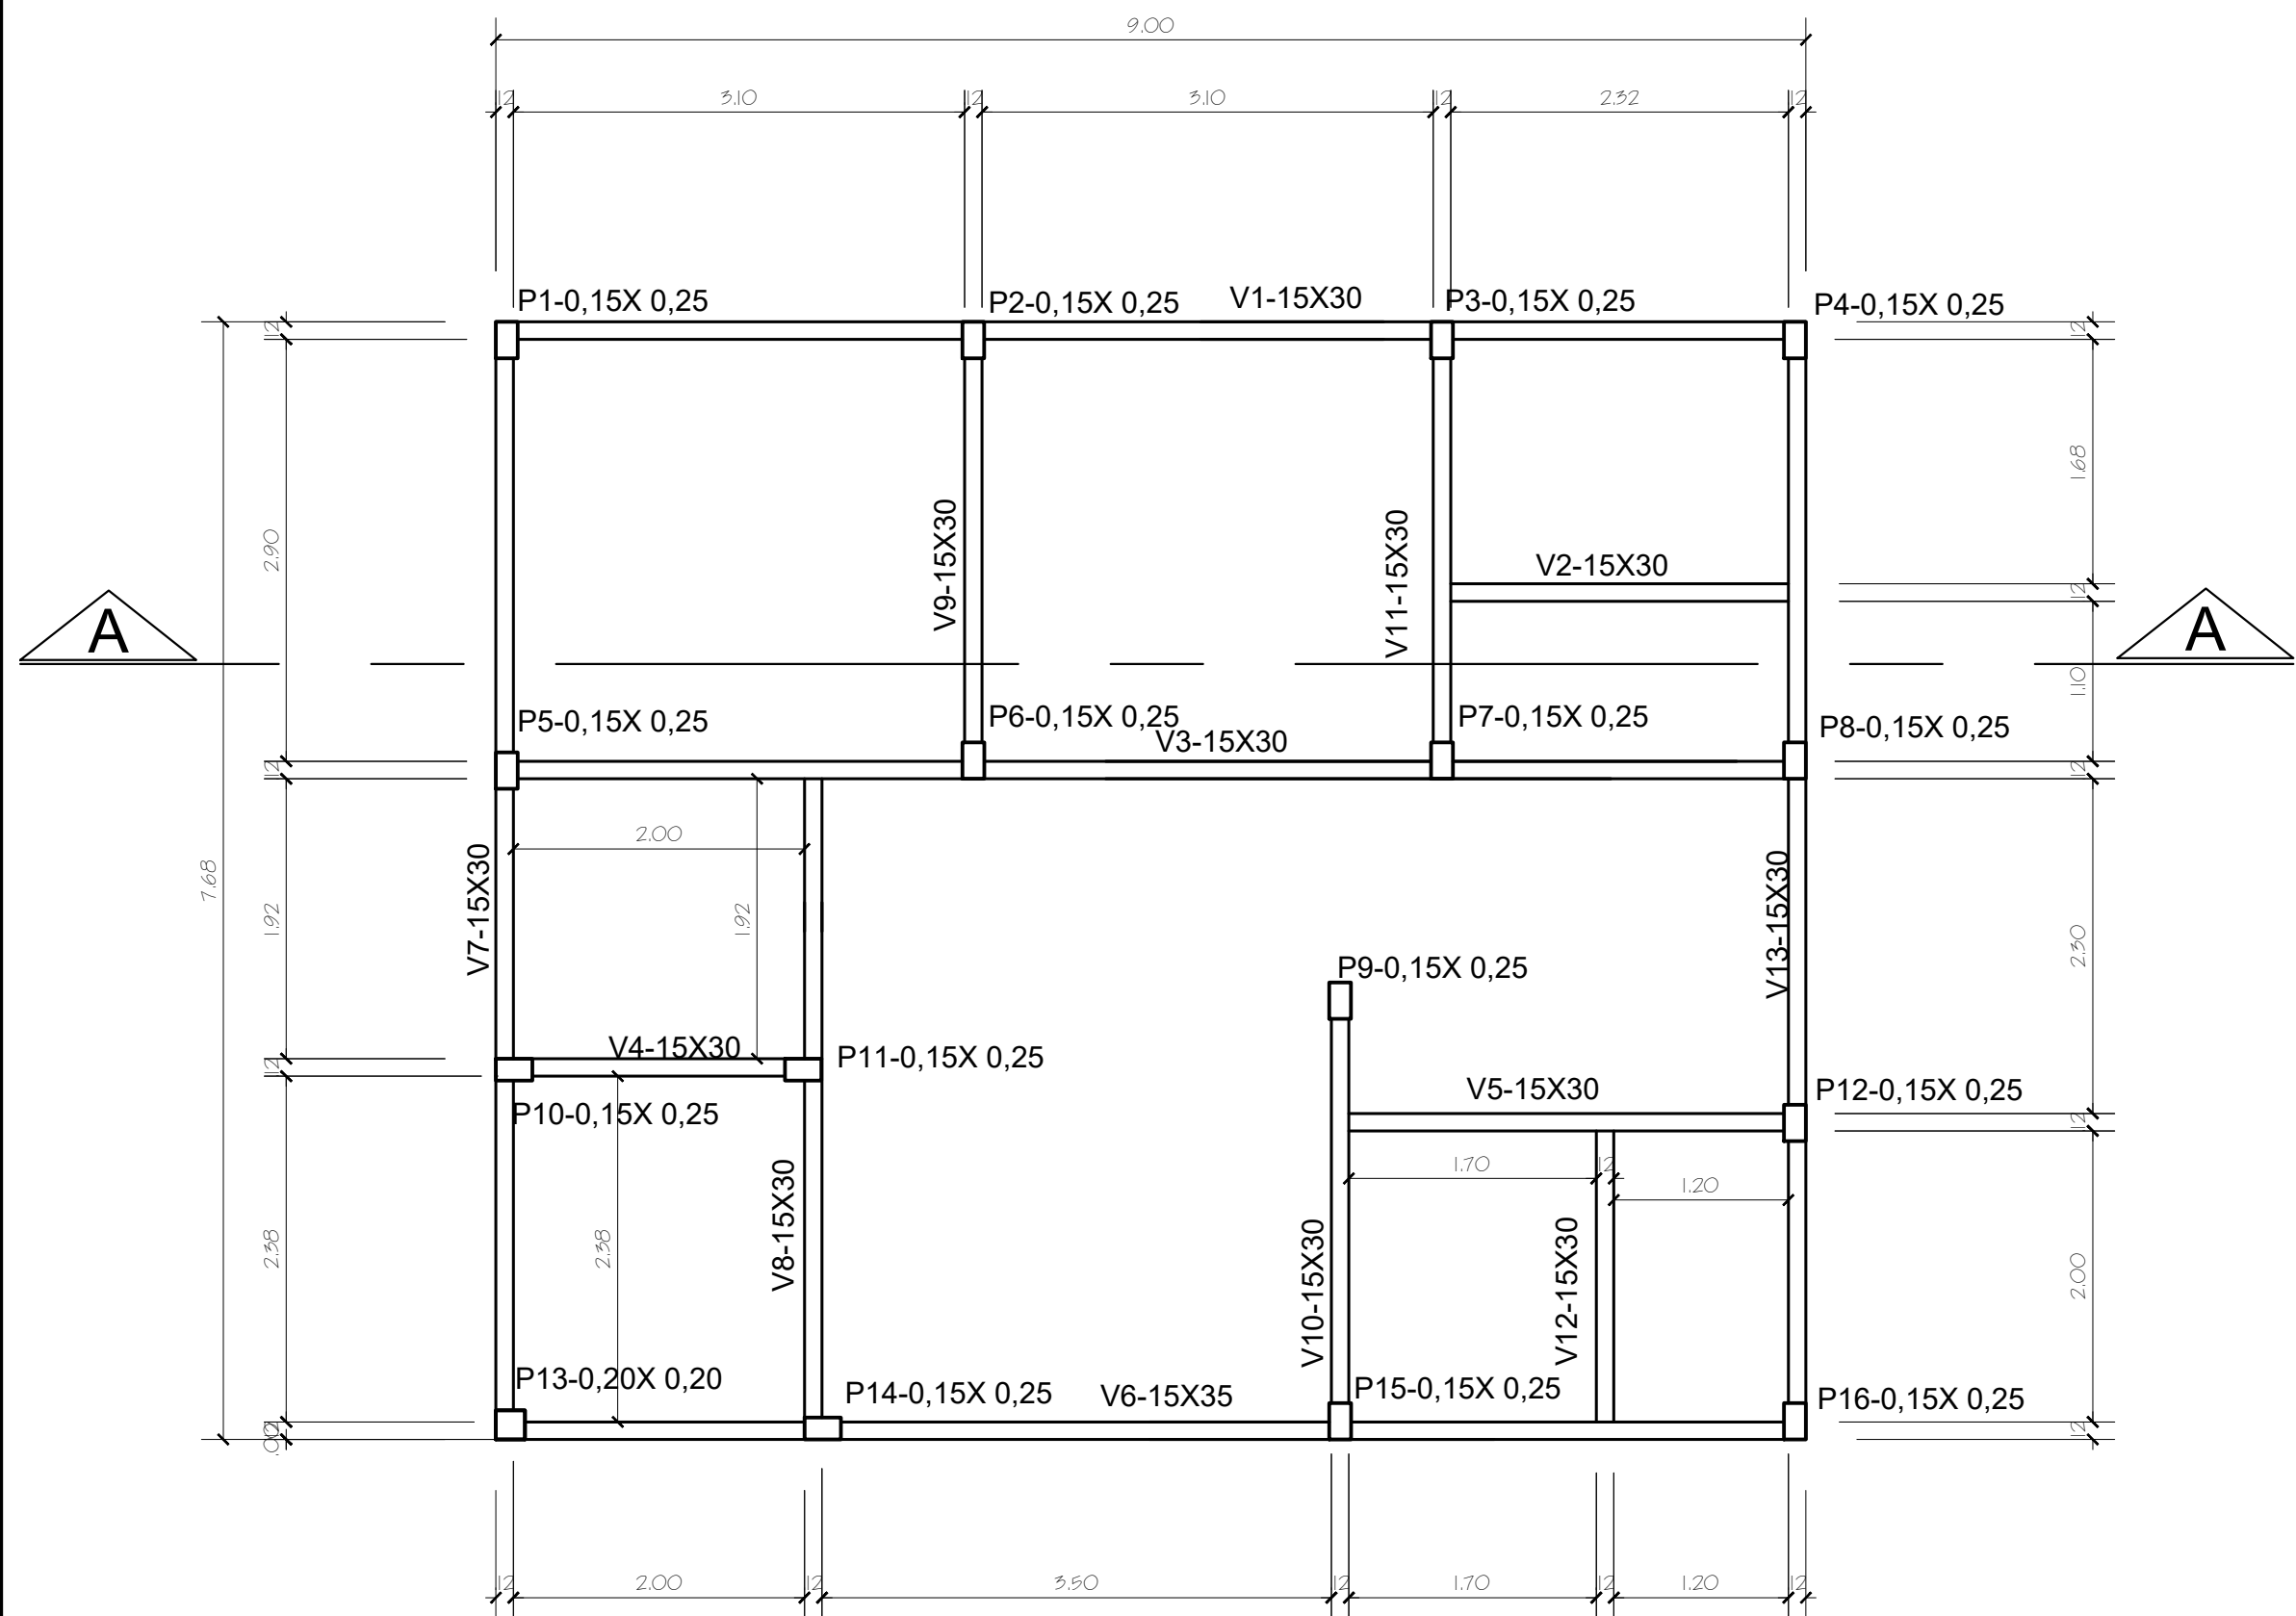 9.00
12 3.10 12 3.10 12 2.32 12
P1-0,15X 0,25
P2-0,15X 0,25
V1-15X30
P3-0,15X 0,25
P4-0,15X 0,25
12
12
1.68
2.90
V9-15X30
V11-15X30
V2-15X30
12
A
A
1.10
P5-0,15X 0,25
P6-0,15X 0,25
V3-15X30
P7-0,15X 0,25
P8-0,15X 0,25
12
12
2.00
7.68
1.92
V7-15X30
1.92
V13-15X30
2.30
P9-0,15X 0,25
V4-15X30
P11-0,15X 0,25
12
P10-0,15X 0,25
V5-15X30
P12-0,15X 0,25
12
1.70
12
1.20
2.38
2.38
V8-15X30
V10-15X30
V12-15X30
2.00
P13-0,20X 0,20
P14-0,15X 0,25
V6-15X35
P15-0,15X 0,25
P16-0,15X 0,25
12
12 2.00 12 3.50 12 1.70 12 1.20 12